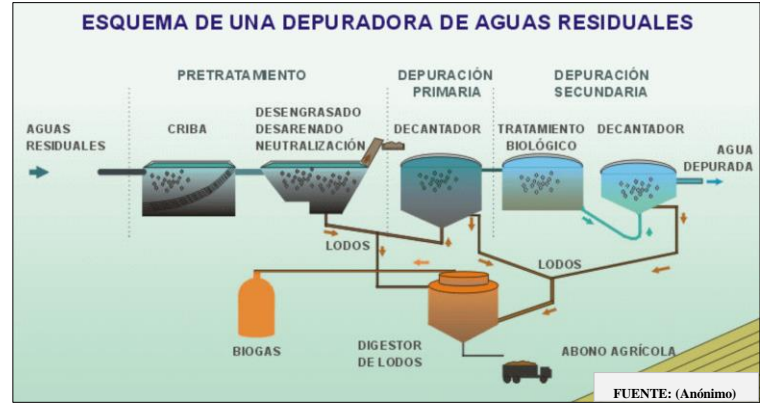 ESQUEMA DE UNA DEPURADORA DE AGUAS RESIDUALES
PRETRATAMIENTO
DEPURACIÓN
PRIMARIA
DEPURACIÓN
SECUNDARIA
AGUAS
RESIDUALES
CRIBA
DESENGRASADO
DESARENADO
NEUTRALIZACIÓN
DECANTADOR
TRATAMIENTO
BIOLÓGICO
DECANTADOR
AGUA
DEPURADA
LODOS
LODOS
BIOGAS
DIGESTOR
DE LODOS
ABONO AGRÍCOLA
FUENTE: (Anónimo)